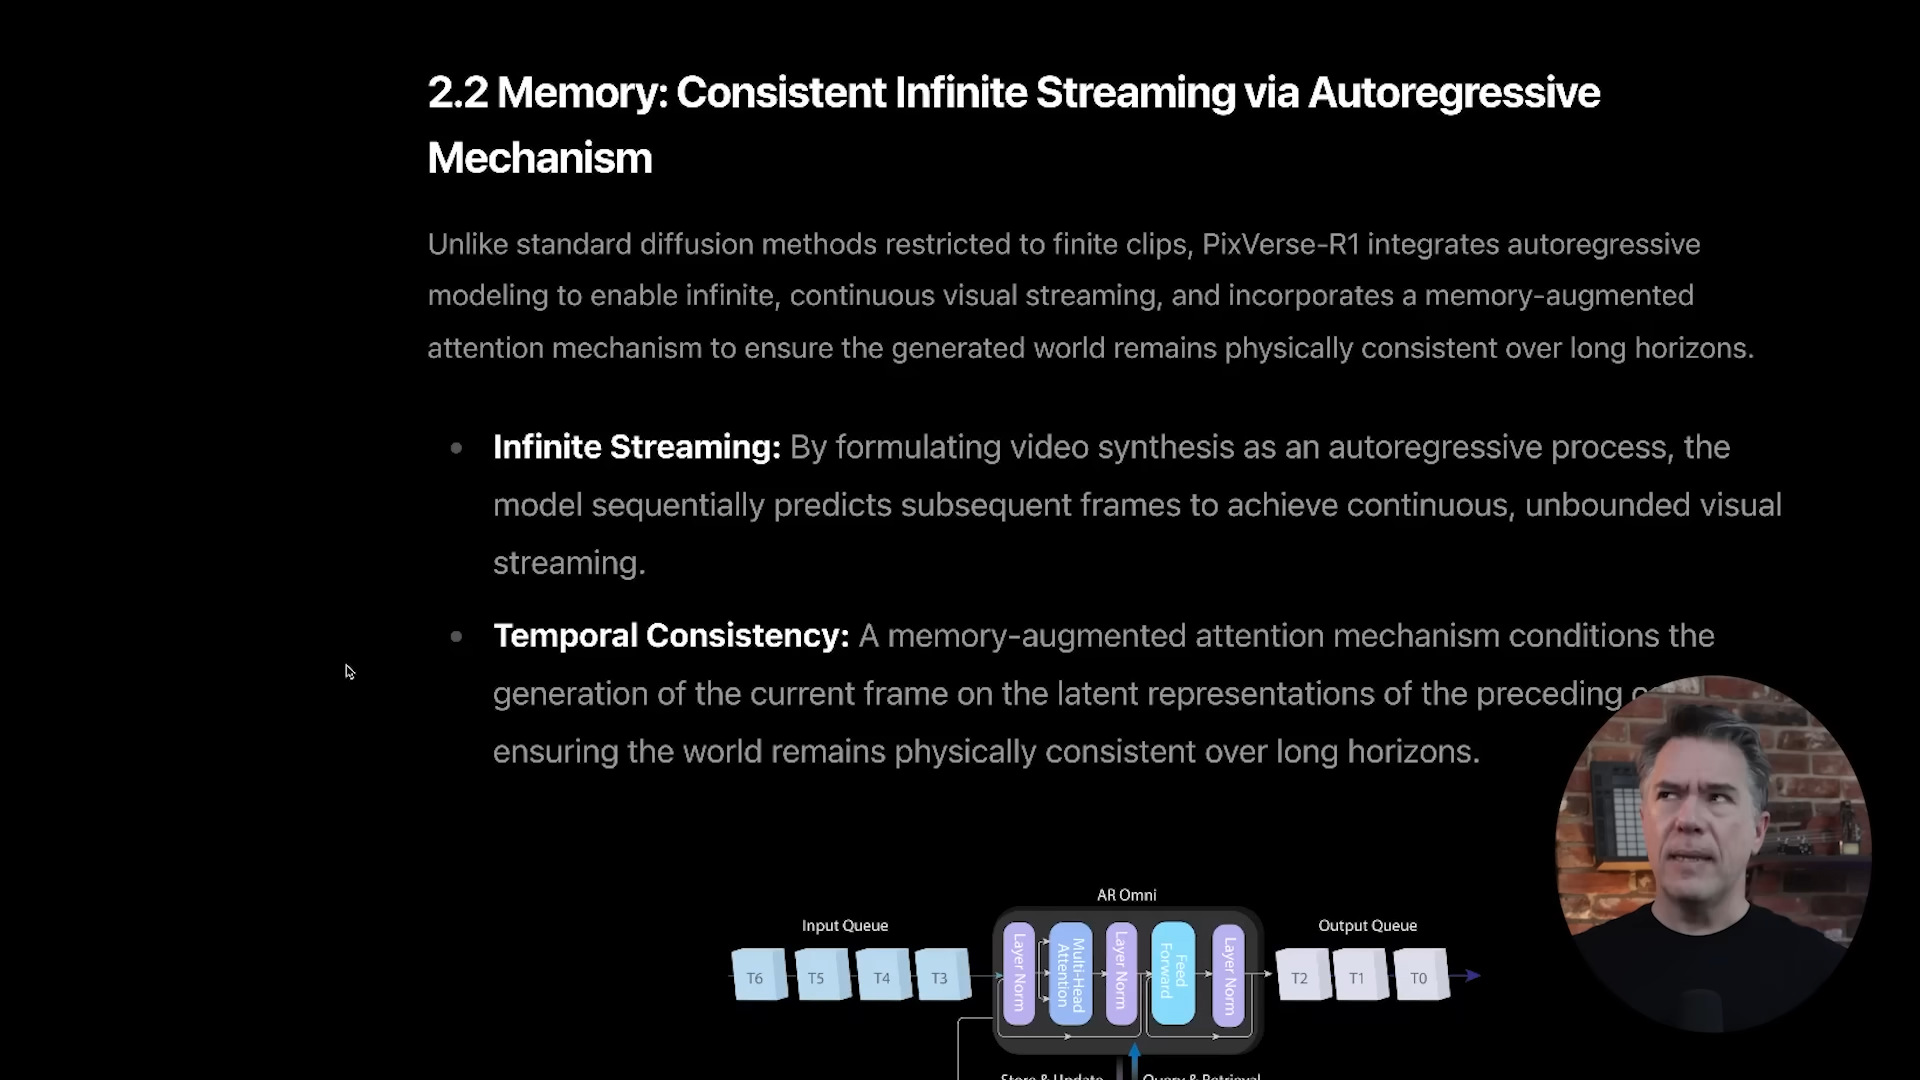 2.2 Memory: Consistent Infinite Streaming via Autoregressive
Mechanism
Unlike standard diffusion methods restricted to finite clips, PixVerse-R1 integrates autoregressive
modeling to enable infinite, continuous visual streaming, and incorporates a memory-augmented
attention mechanism to ensure the generated world remains physically consistent over long horizons.
Infinite Streaming: By formulating video synthesis as an autoregressive process, the
model sequentially predicts subsequent frames to achieve continuous, unbounded visual
streaming.
Temporal Consistency: A memory-augmented attention mechanism conditions the
generation of the current frame on the latent representations of the preceding
ensuring the world remains physically consistent over long horizons.
AR Omni
Input Queue
Output Queue
T6 T5 T4 T3
Layer Norm
Multi-Head
Attention
Layer Norm
Feed
Forward
Layer Norm
T2 T1 T0
Store & Update
Query & Retrieval